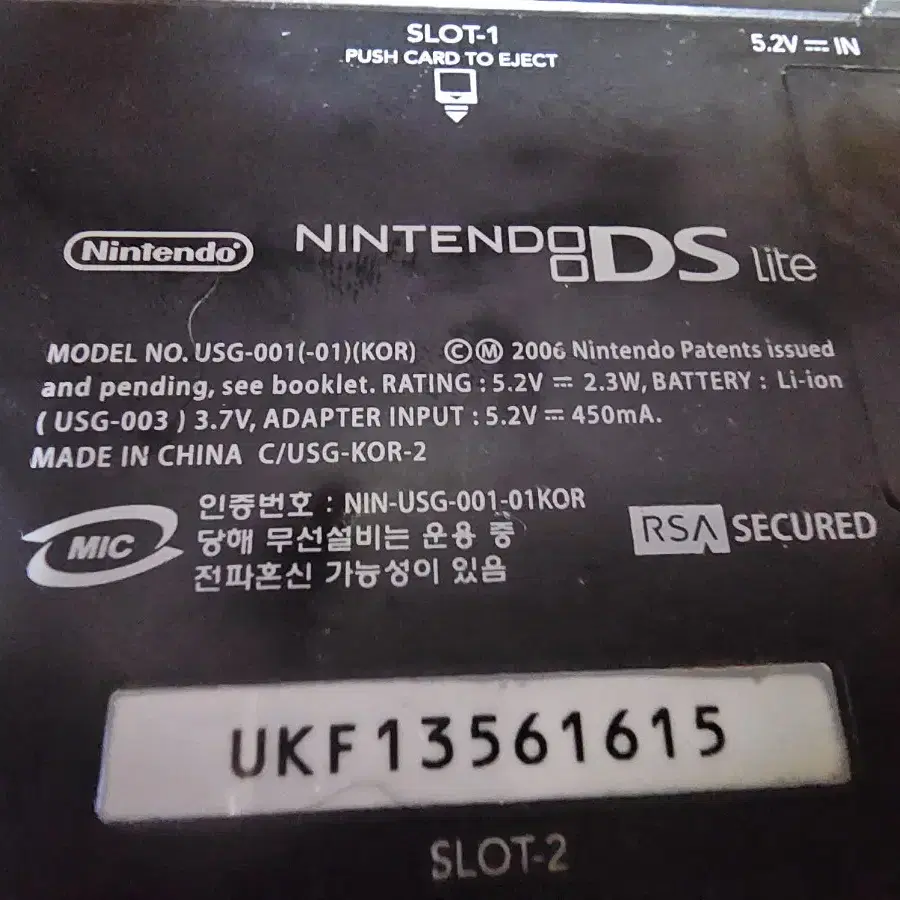 SLOT-1
PUSH CARD TO EJECT
5.2V ⎓ IN
Nintendo®
NINTENDO DS lite
MODEL NO. USG-001(-01)(KOR) ©Ⓜ 2006 Nintendo Patents issued
and pending, see booklet. RATING : 5.2V ⎓ 2.3W, BATTERY : Li-ion
( USG-003 ) 3.7V, ADAPTER INPUT : 5.2V ⎓ 450mA.
MADE IN CHINA C/USG-KOR-2
MIC
인증번호 : NIN-USG-001-01KOR
당해 무선설비는 운용 중
전파혼신 가능성이 있음
RSA SECURED
UKF13561615
SLOT-2